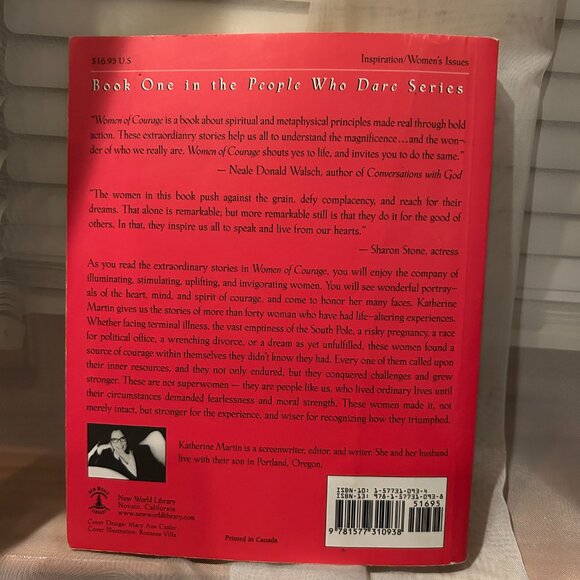 $16.95 U.S
Inspiration/Women's Issues
Book One in the People Who Dare Series
"Women of Courage is a book about spiritual and metaphysical principles made real through bold
action. These extraordianry stories help us all to understand the magnificence...and the won-
der of who we really are. Women of Courage shouts yes to life, and invites you to do the same."
— Neale Donald Walsch, author of Conversations with God
"The women in this book push against the grain, defy complacency, and reach for their
dreams. That alone is remarkable; but more remarkable still is that they do it for the good of
others. In that, they inspire us all to speak and live from our hearts."
— Sharon Stone, actress
As you read the extraordinary stories in Women of Courage, you will enjoy the company of
illuminating, stimulating, uplifting, and invigorating women. You will see wonderful portray-
als of the heart, mind, and spirit of courage, and come to honor her many faces. Katherine
Martin gives us the stories of more than forty woman who have had life-altering experiences.
Whether facing terminal illness, the vast emptiness of the South Pole, a risky pregnancy, a race
for political office, a wrenching divorce, or a dream as yet unfulfilled, these women found a
source of courage within themselves they didn't know they had. Every one of them called upon
their inner resources, and they not only endured, but they conquered challenges and grew
stronger. These are not superwomen — they are people like us, who lived ordinary lives until
their circumstances demanded fearlessness and moral strength. These women made it, not
merely intact, but stronger for the experience, and wiser for recognizing how they triumphed.
Katherine Martin is a screenwriter, editor, and writer. She and her husband
live with their son in Portland, Oregon.
NEW WORLD
LIBRARY
New World Library
Novato, California
www.newworldlibrary.com
Cover Design: Mary Ann Casler
Cover Illustration: Roxanna Villa
Printed in Canada
ISBN-10: 1-57731-093-4
ISBN-13: 978-1-57731-093-8
51695
9 781577 310938